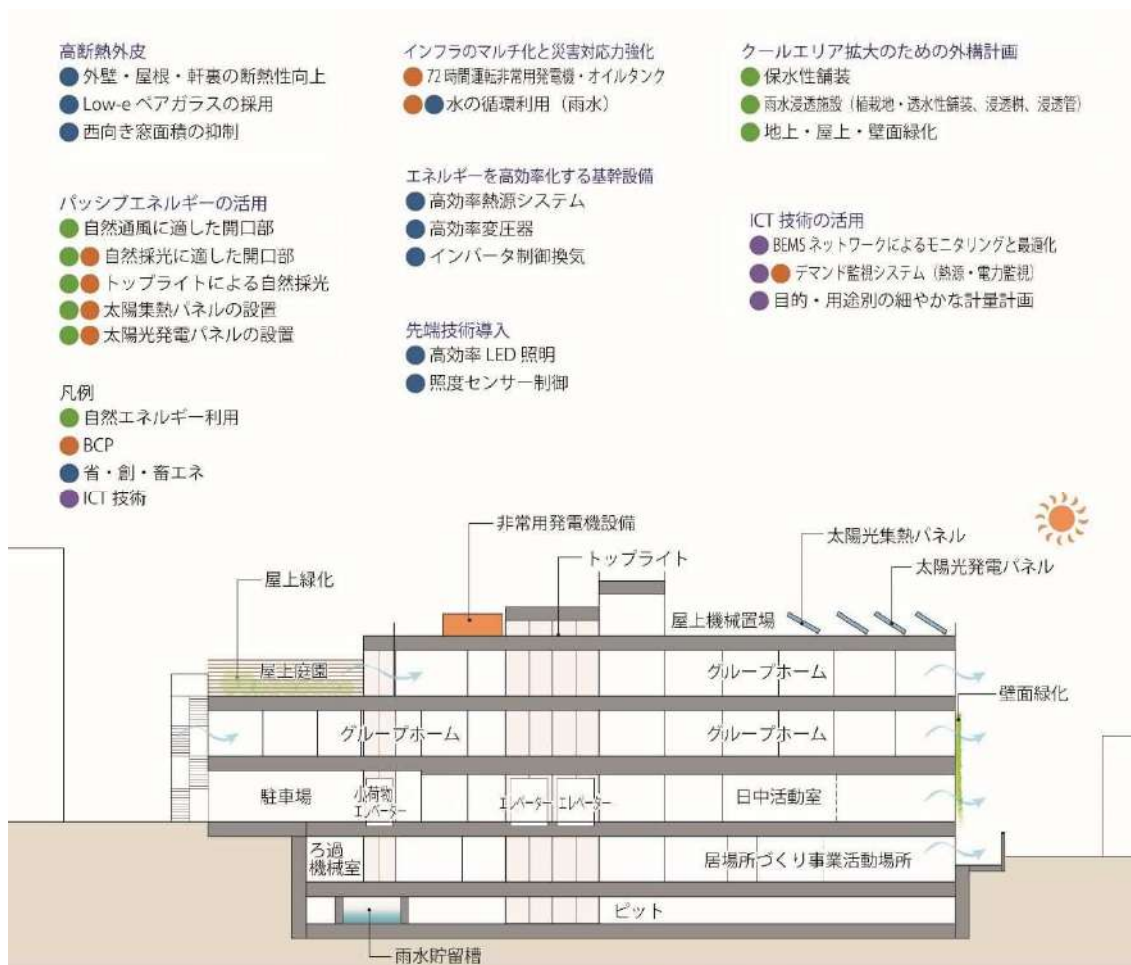 高断熱外皮
外壁・屋根・軒裏の断熱性向上
Low-e ペアガラスの採用
西向き窓面積の抑制
パッシブエネルギーの活用
自然通風に適した開口部
自然採光に適した開口部
トップライトによる自然採光
太陽集熱パネルの設置
太陽光発電パネルの設置
凡例
自然エネルギー利用
BCP
省・創・畜エネ
ICT 技術
インフラのマルチ化と災害対応力強化
72時間運転非常用発電機・オイルタンク
水の循環利用(雨水)
エネルギーを高効率化する基幹設備
高効率熱源システム
高効率変圧器
インバータ制御換気
先端技術導入
高効率 LED 照明
照度センサー制御
クールエリア拡大のための外構計画
保水性舗装
雨水浸透施設(植栽地・透水性舗装、浸透桝、浸透管)
地上・屋上・壁面緑化
ICT 技術の活用
BEMS ネットワークによるモニタリングと最適化
デマンド監視システム(熱源・電力監視)
目的・用途別の細やかな計量計画
非常用発電機設備
トップライト
太陽光集熱パネル
太陽光発電パネル
屋上緑化
屋上機械置場
屋上庭園
グループホーム
壁面緑化
グループホーム
グループホーム
駐車場
小荷物
エレベーター
エレベーター
エレベーター
日中活動室
ろ過
機械室
居場所づくり事業活動場所
ピット
雨水貯留槽